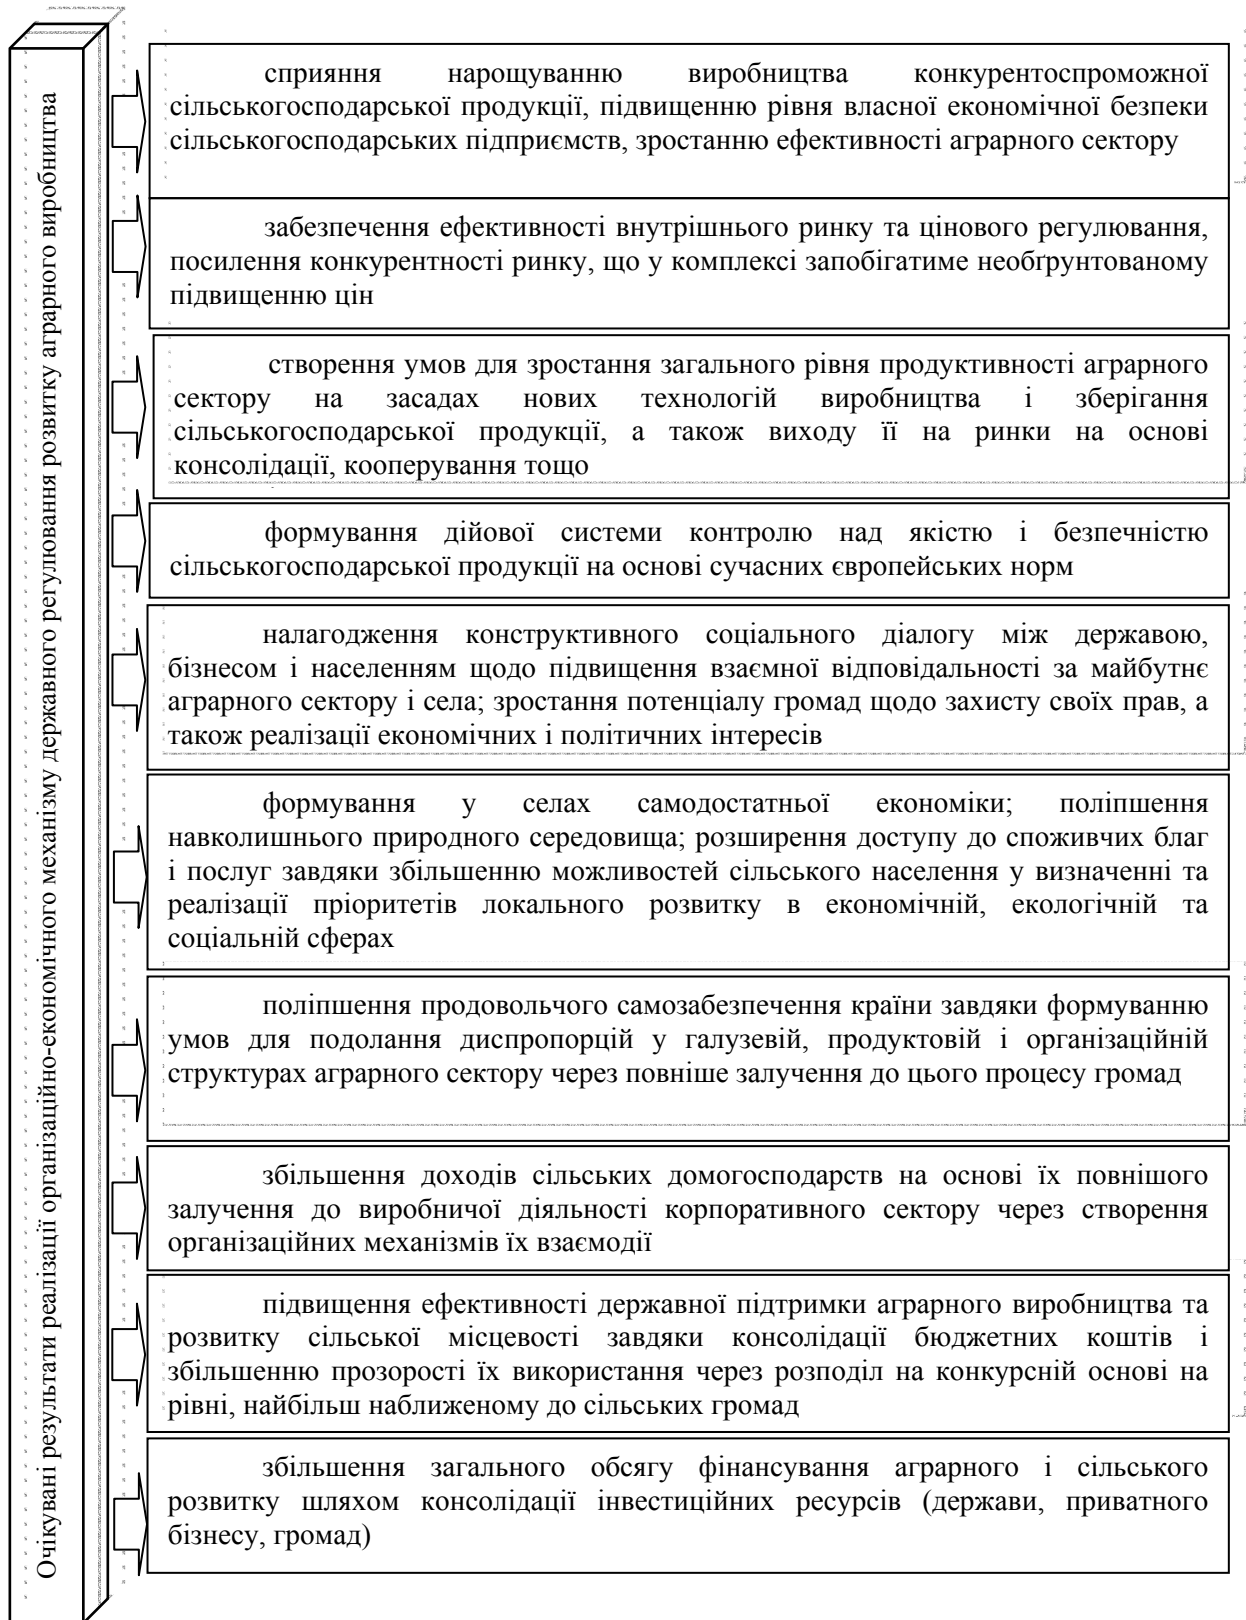 Очікувані результати реалізації організаційно-економічного механізму державного регулювання розвитку аграрного виробництва
сприяння нарощуванню виробництва конкурентоспроможної
сільськогосподарської продукції, підвищенню рівня власної економічної безпеки
сільськогосподарських підприємств, зростанню ефективності аграрного сектору
забезпечення ефективності внутрішнього ринку та цінового регулювання,
посилення конкурентності ринку, що у комплексі запобігатиме необґрунтованому
підвищенню цін
створення умов для зростання загального рівня продуктивності аграрного
сектору на засадах нових технологій виробництва і зберігання
сільськогосподарської продукції, а також виходу її на ринки на основі
консолідації, кооперування тощо
формування дійової системи контролю над якістю і безпечністю
сільськогосподарської продукції на основі сучасних європейських норм
налагодження конструктивного соціального діалогу між державою,
бізнесом і населенням щодо підвищення взаємної відповідальності за майбутнє
аграрного сектору і села; зростання потенціалу громад щодо захисту своїх прав, а
також реалізації економічних і політичних інтересів
формування у селах самодостатньої економіки; поліпшення
навколишнього природного середовища; розширення доступу до споживчих благ
і послуг завдяки збільшенню можливостей сільського населення у визначенні та
реалізації пріоритетів локального розвитку в економічній, екологічній та
соціальній сферах
поліпшення продовольчого самозабезпечення країни завдяки формуванню
умов для подолання диспропорцій у галузевій, продуктовій і організаційній
структурах аграрного сектору через повніше залучення до цього процесу громад
збільшення доходів сільських домогосподарств на основі їх повнішого
залучення до виробничої діяльності корпоративного сектору через створення
організаційних механізмів їх взаємодії
підвищення ефективності державної підтримки аграрного виробництва та
розвитку сільської місцевості завдяки консолідації бюджетних коштів і
збільшенню прозорості їх використання через розподіл на конкурсній основі на
рівні, найбільш наближеному до сільських громад
збільшення загального обсягу фінансування аграрного і сільського
розвитку шляхом консолідації інвестиційних ресурсів (держави, приватного
бізнесу, громад)